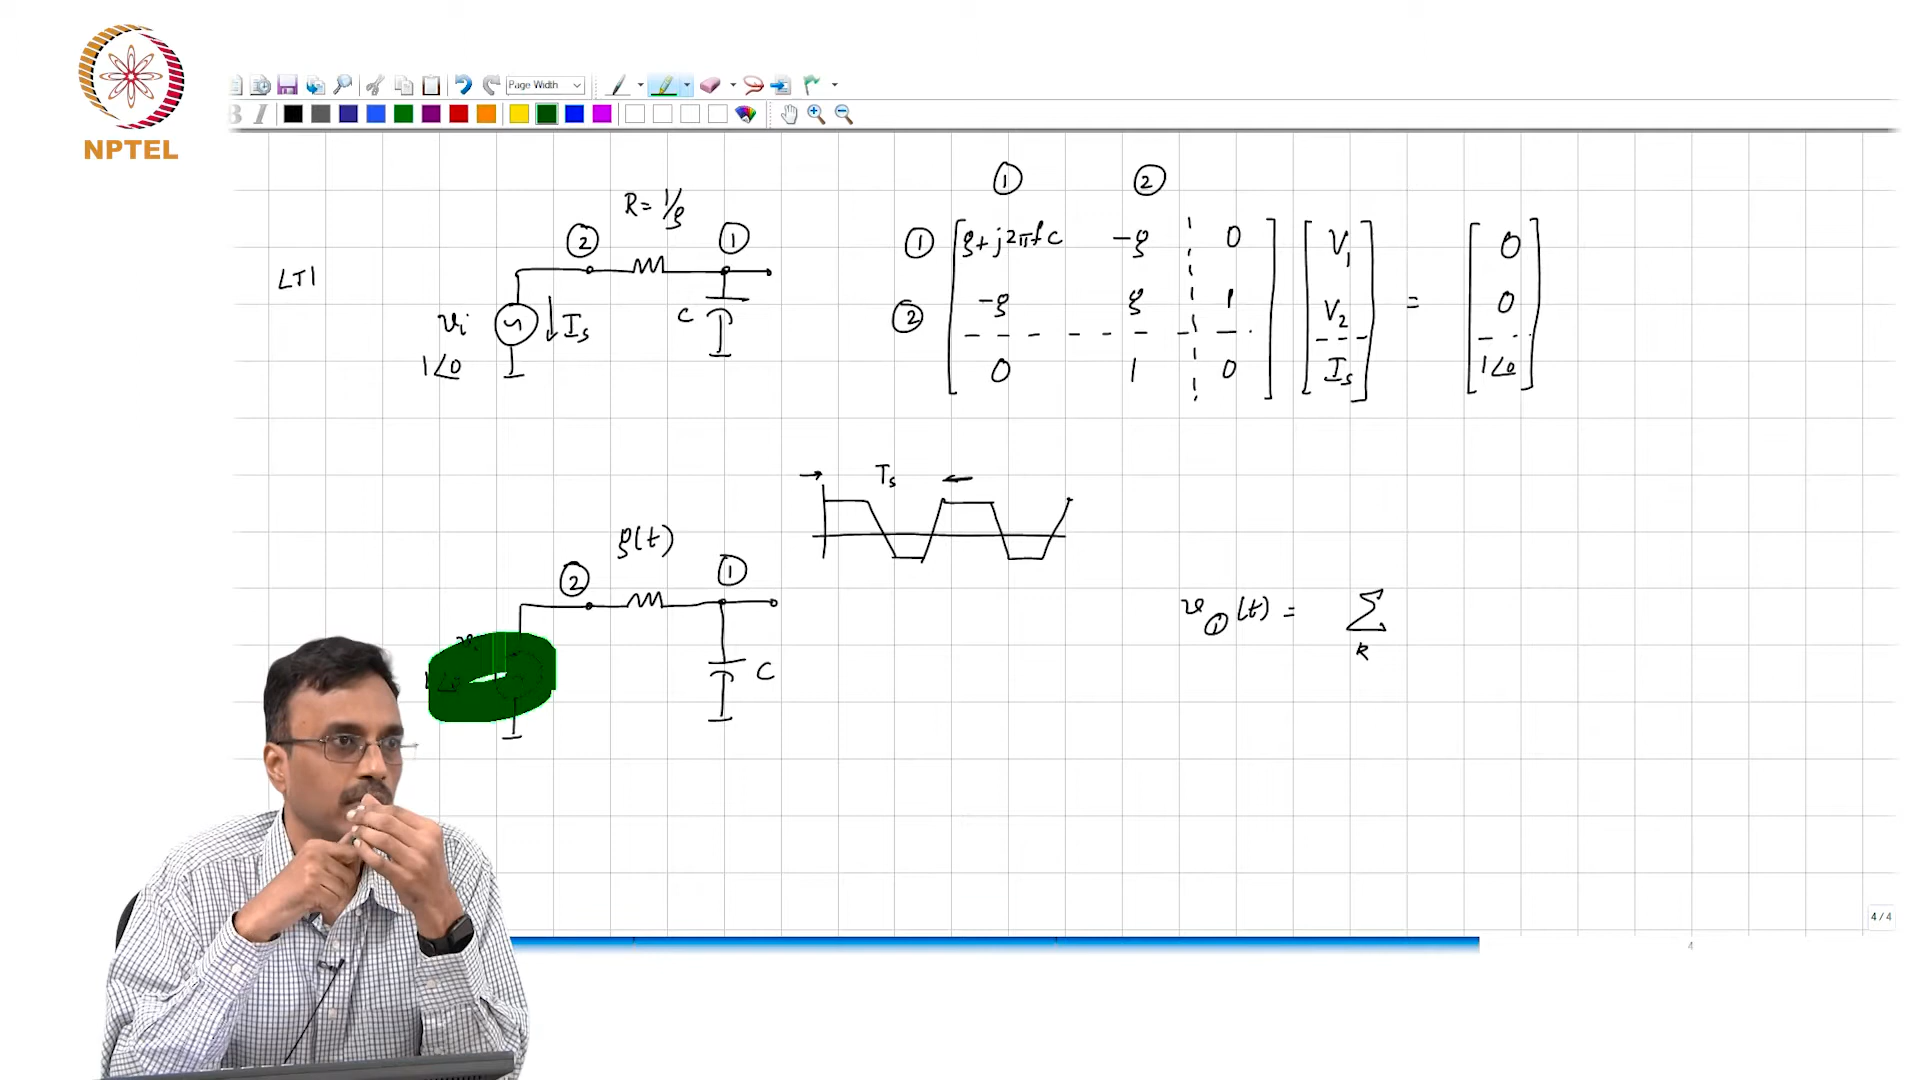 NPTEL
Page Width
B I
① ②
R = 1/g
② ①
LTI
vi
1∠0
Is
C
① g + j2πfc -g 0 V1 0
② -g g 1 V2 = 0
0 1 0 Is 1∠0
Ts
g(t)
② ①
C
v①(t) = Σ
k
4 / 4
4